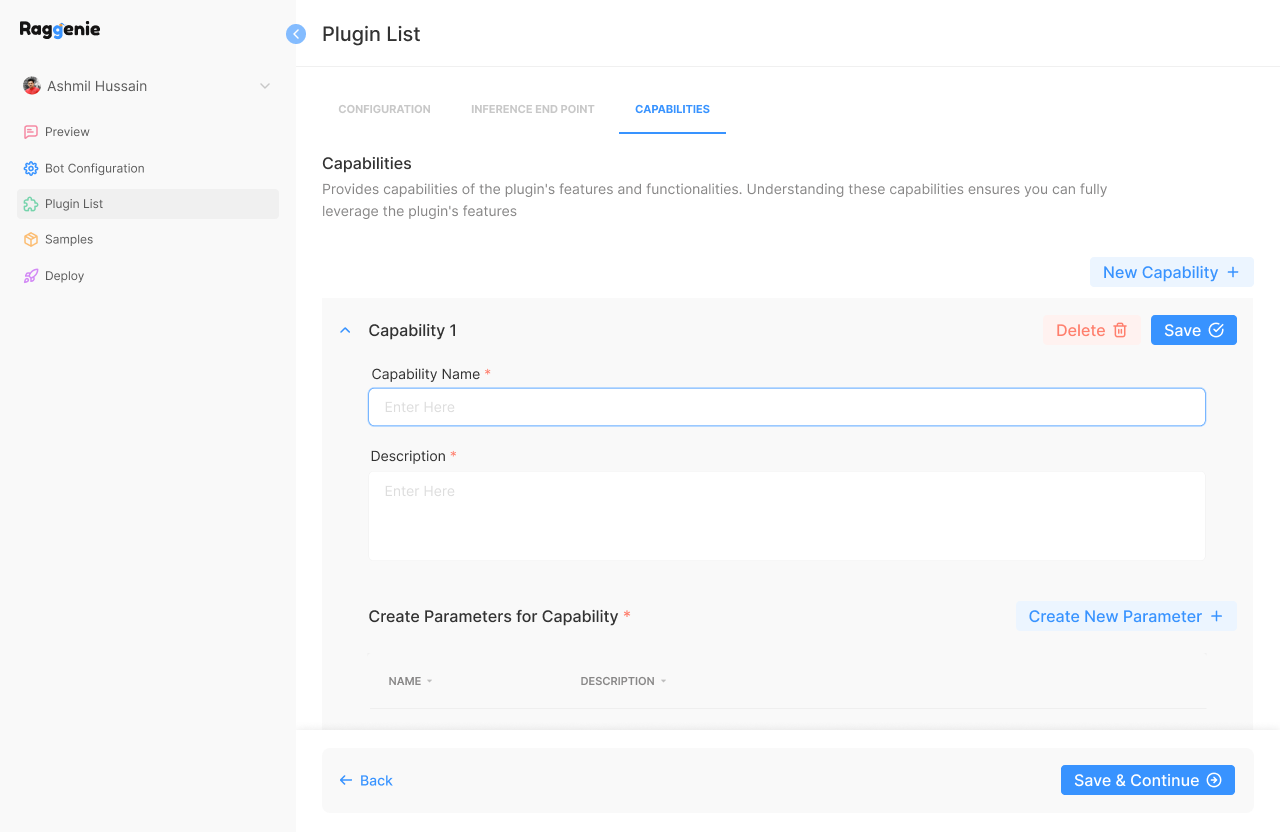 Raggenie
Plugin List
Ashmil Hussain
Preview
Bot Configuration
Plugin List
Samples
Deploy
CONFIGURATION
INFERENCE END POINT
CAPABILITIES
Capabilities
Provides capabilities of the plugin's features and functionalities. Understanding these capabilities ensures you can fully
leverage the plugin's features
New Capability +
Capability 1
Delete
Save
Capability Name *
Enter Here
Description *
Enter Here
Create Parameters for Capability *
Create New Parameter +
NAME
DESCRIPTION
Back
Save & Continue